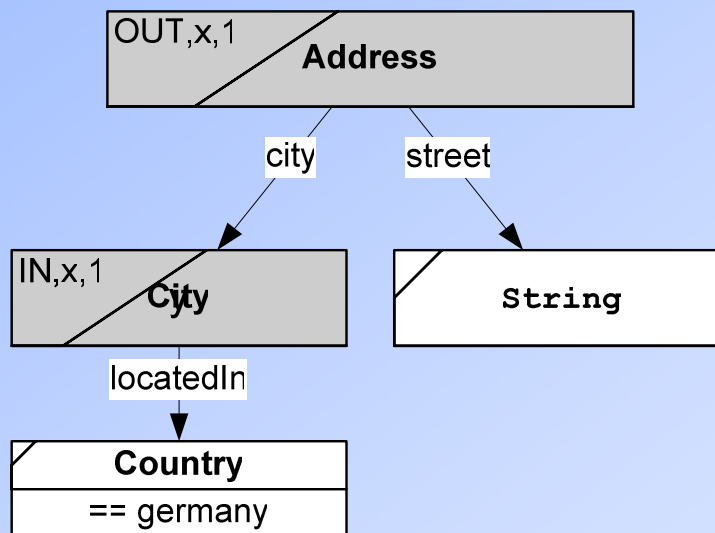 OUT,x,1
Address
city
street
IN,x,1
City
String
locatedIn
Country
== germany